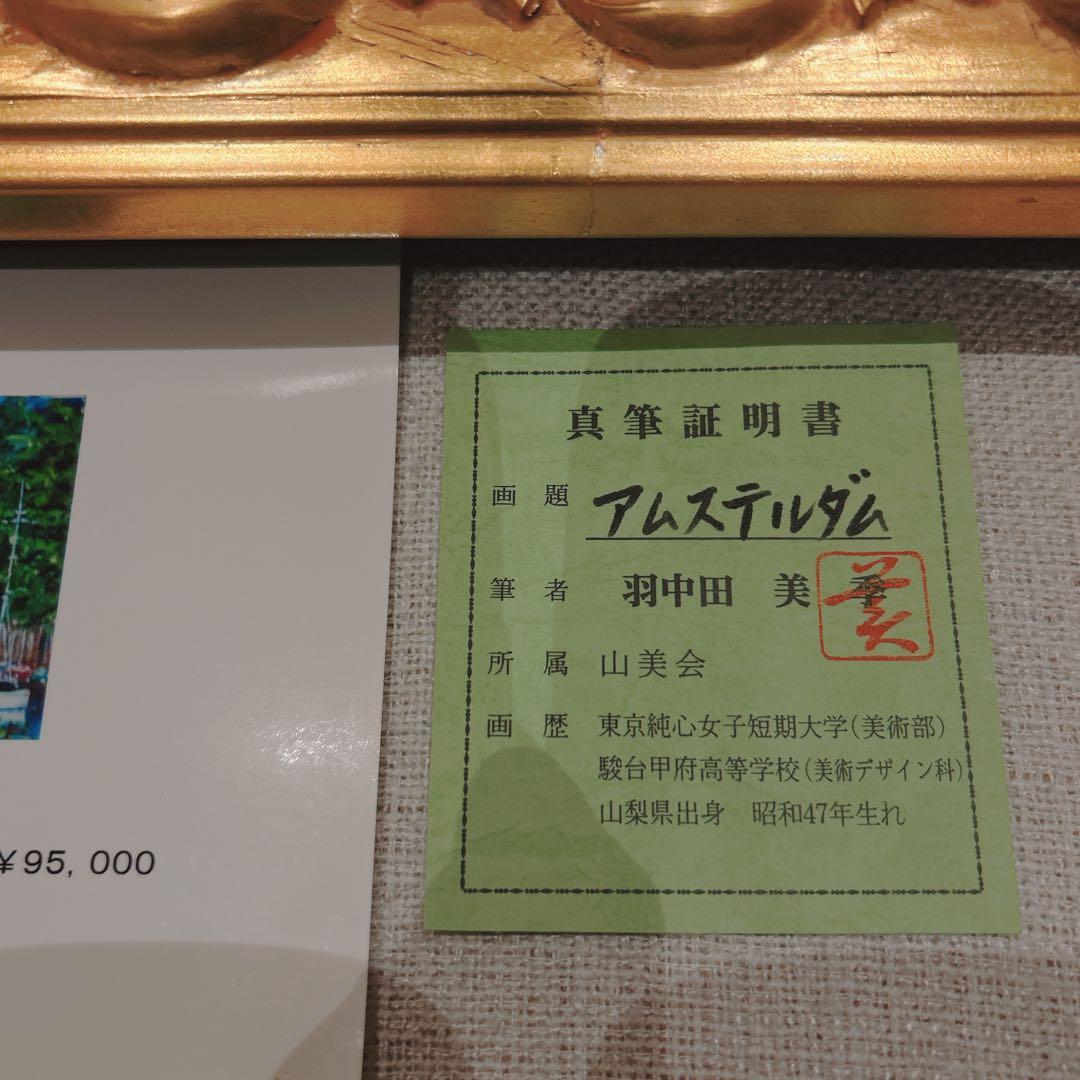 真筆証明書
画題 アムステルダム
筆者 羽中田 美季
所属 山美会
画歴 東京純心女子短期大学(美術部)
駿台甲府高等学校(美術デザイン科)
山梨県出身 昭和47年生れ
¥95,000